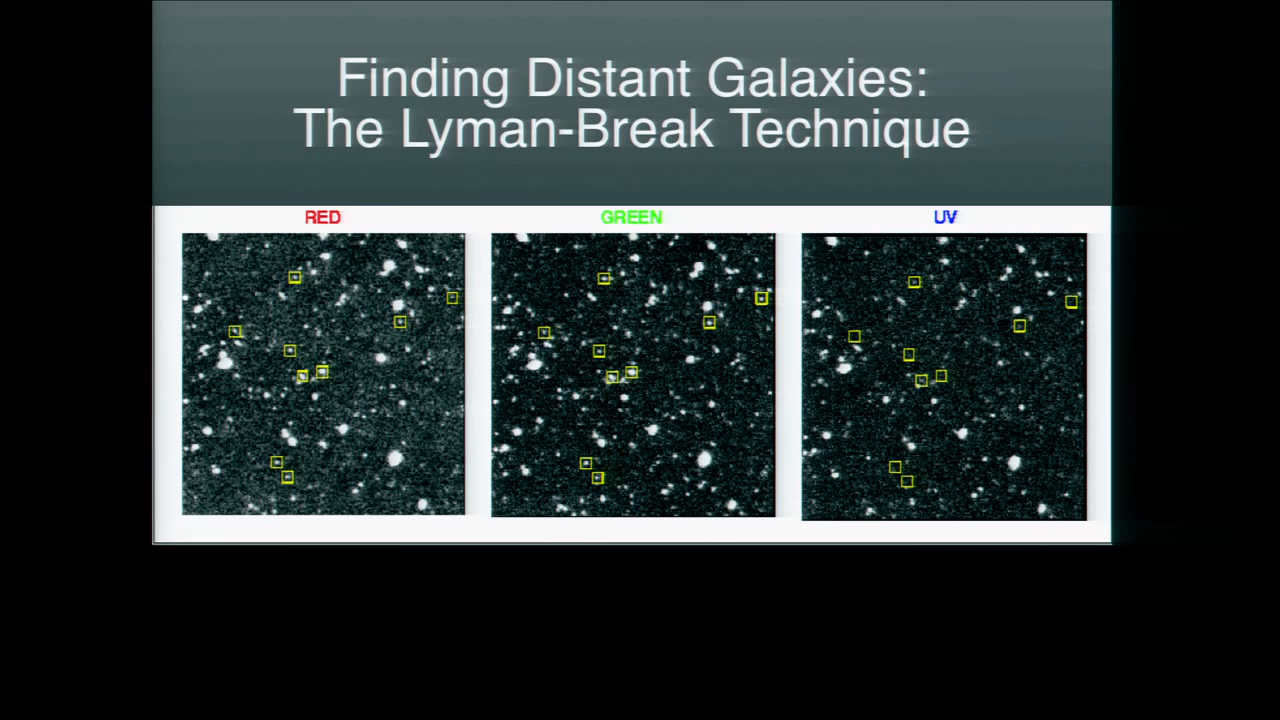 Finding Distant Galaxies:
The Lyman-Break Technique
RED
GREEN
UV